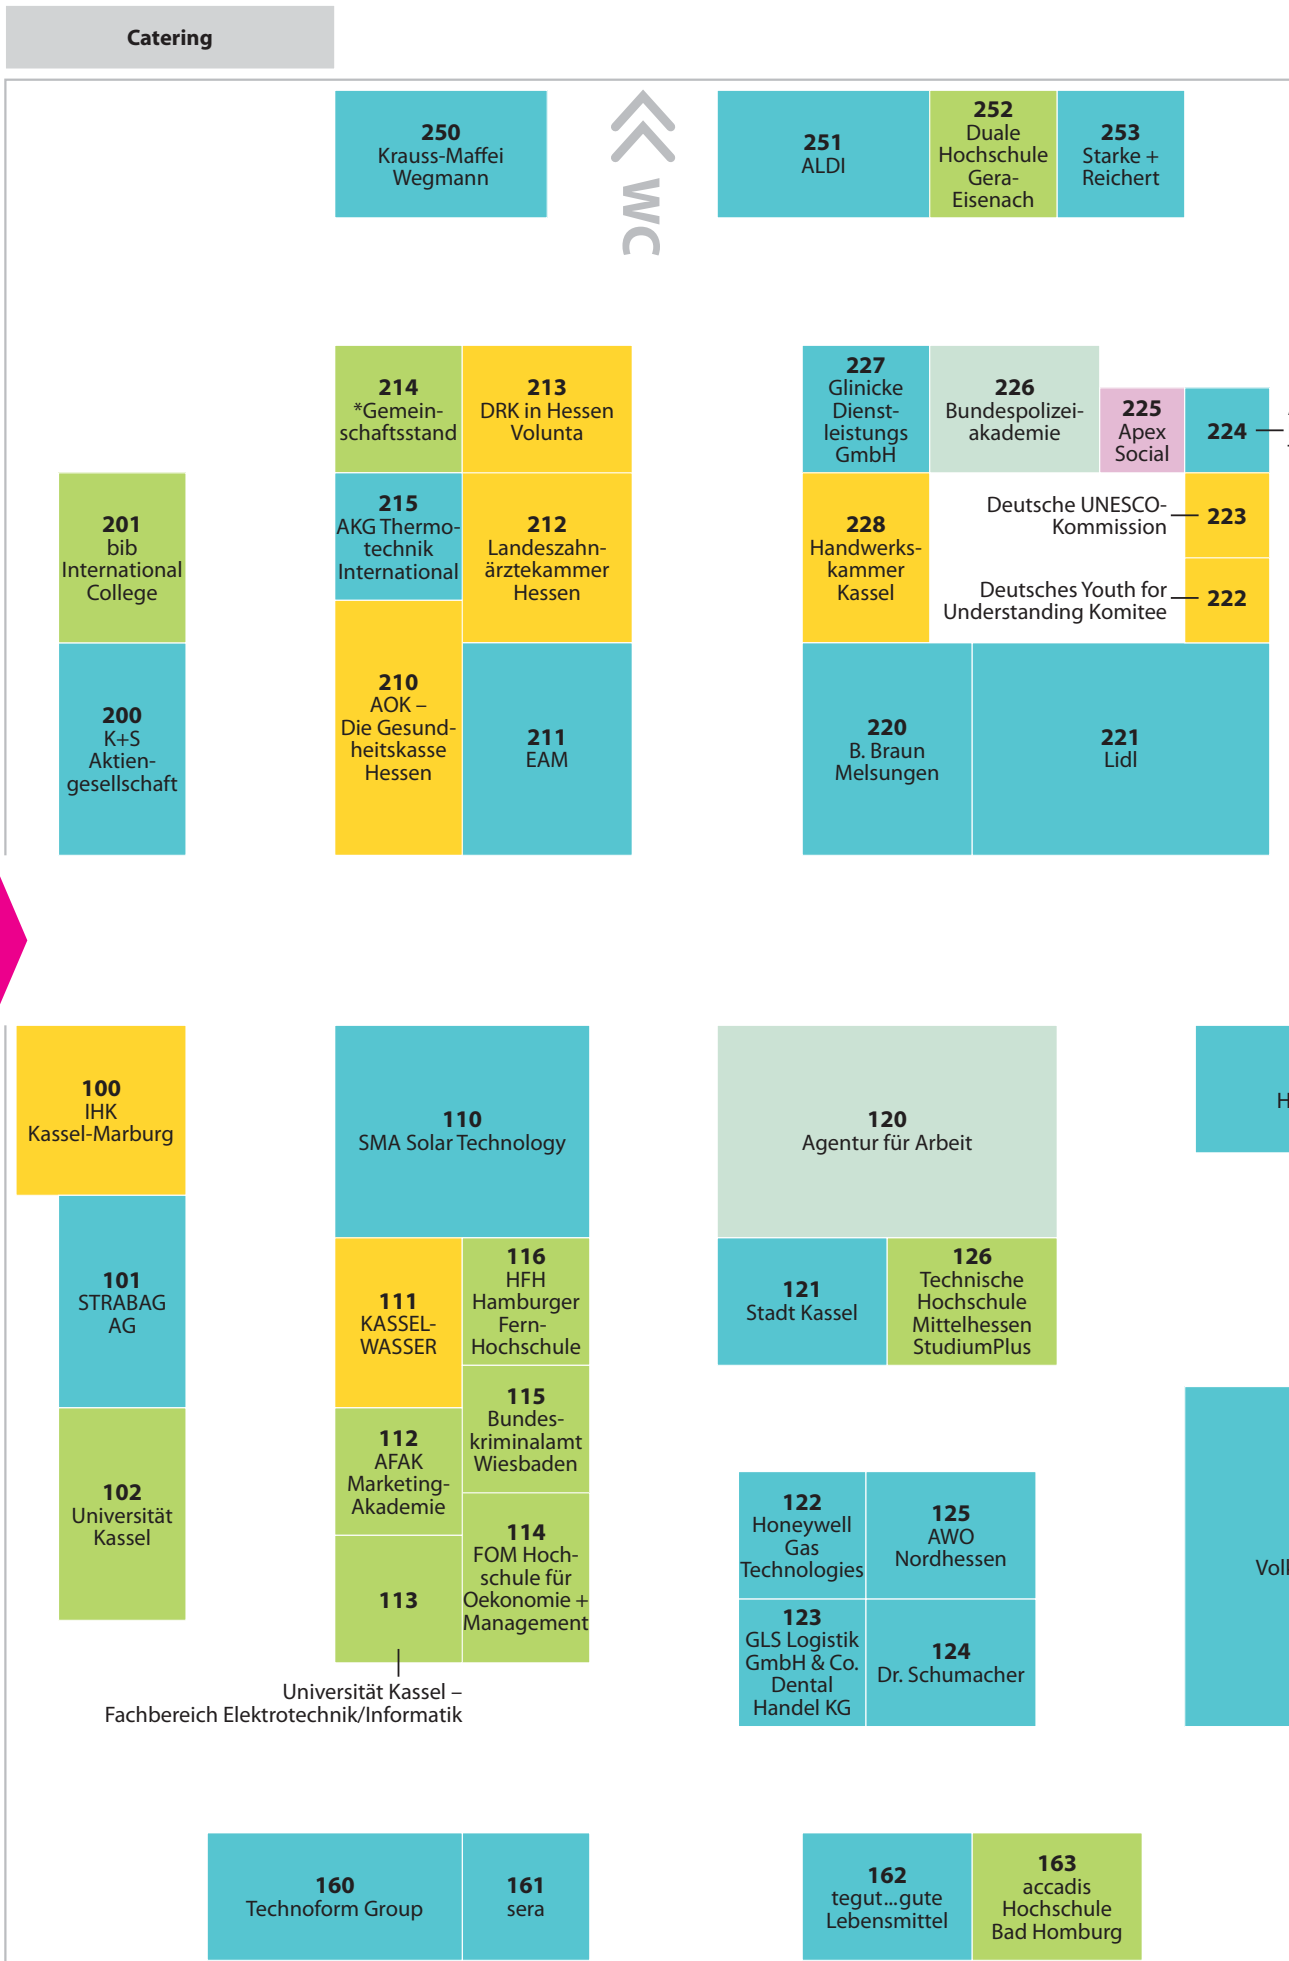 Catering
250
Krauss-Maffei
Wegmann
WC
251
ALDI
252
Duale
Hochschule
Gera-
Eisenach
253
Starke +
Reichert
214
*Gemein-
schaftsstand
213
DRK in Hessen
Volunta
227
Glinicke
Dienst-
leistungs
GmbH
226
Bundespolizei-
akademie
225
Apex
Social
224
201
bib
International
College
215
AKG Thermo-
technik
International
212
Landeszahn-
ärztekammer
Hessen
228
Handwerks-
kammer
Kassel
Deutsche UNESCO-
Kommission
223
Deutsches Youth for
Understanding Komitee
222
200
K+S
Aktien-
gesellschaft
210
AOK –
Die Gesund-
heitskasse
Hessen
211
EAM
220
B. Braun
Melsungen
221
Lidl
100
IHK
Kassel-Marburg
110
SMA Solar Technology
120
Agentur für Arbeit
H
101
STRABAG
AG
111
KASSEL-
WASSER
116
HFH
Hamburger
Fern-
Hochschule
121
Stadt Kassel
126
Technische
Hochschule
Mittelhessen
StudiumPlus
115
Bundes-
kriminalamt
Wiesbaden
112
AFAK
Marketing-
Akademie
102
Universität
Kassel
114
FOM Hoch-
schule für
Oekonomie +
Management
113
Universität Kassel –
Fachbereich Elektrotechnik/Informatik
122
Honeywell
Gas
Technologies
125
AWO
Nordhessen
123
GLS Logistik
GmbH & Co.
Dental
Handel KG
124
Dr. Schumacher
160
Technoform Group
161
sera
162
tegut...gute
Lebensmittel
163
accadis
Hochschule
Bad Homburg